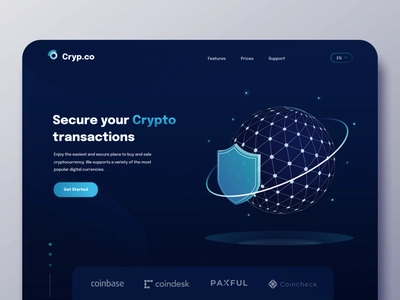 Cryp.co
Features Prices Support
EN
Secure your Crypto
transactions
Enjoy the easiest and secure place to buy and sale
cryptocurrency. We supports a variety of the most
popular digital currencies.
Get Started
coinbase coindesk PAXFUL Coincheck